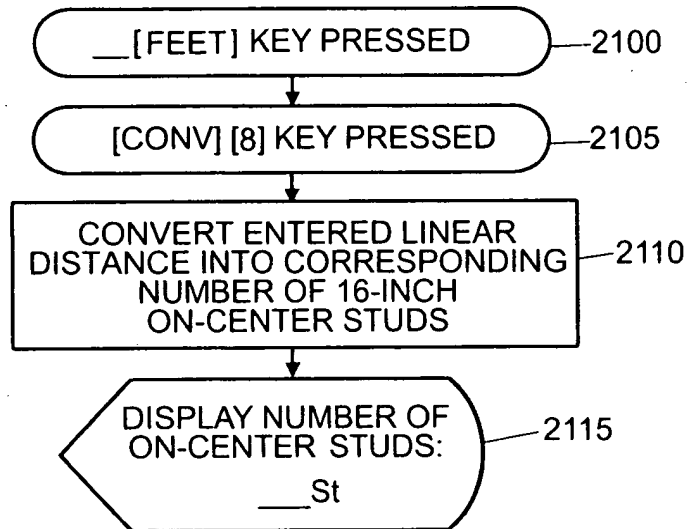 __[FEET] KEY PRESSED
2100
[CONV] [8] KEY PRESSED
2105
CONVERT ENTERED LINEAR
DISTANCE INTO CORRESPONDING
NUMBER OF 16-INCH
ON-CENTER STUDS
2110
DISPLAY NUMBER OF
ON-CENTER STUDS:
___St
2115